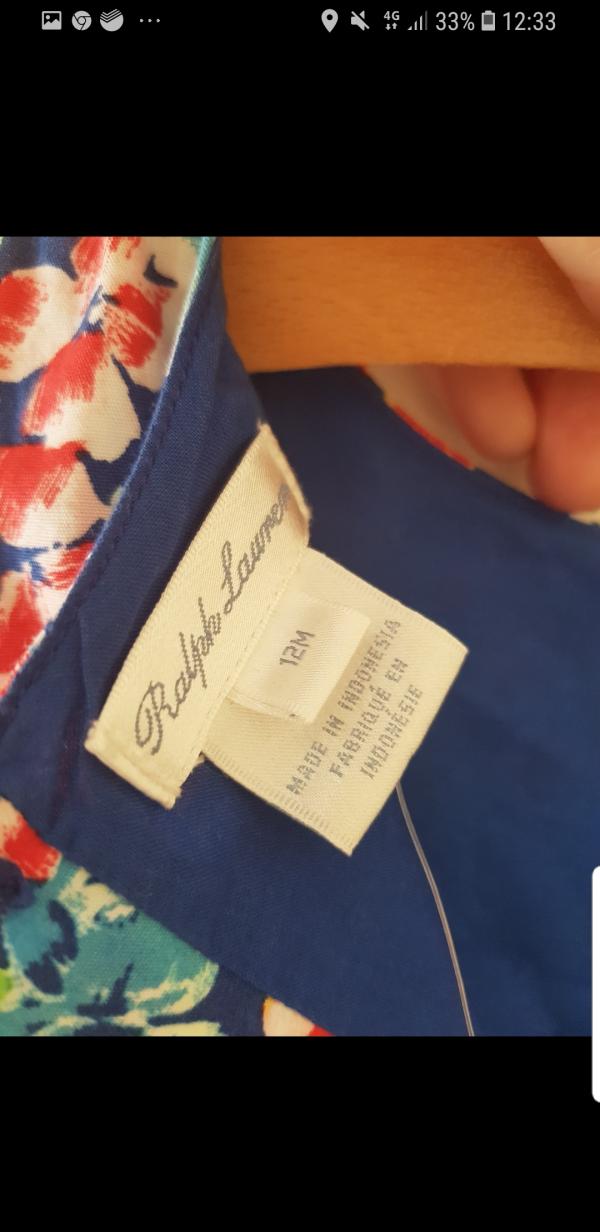 4G 33% 12:33
Ralph Lauren
12M
MADE IN INDONESIA
FABRIQUÉ EN
INDONÉSIE